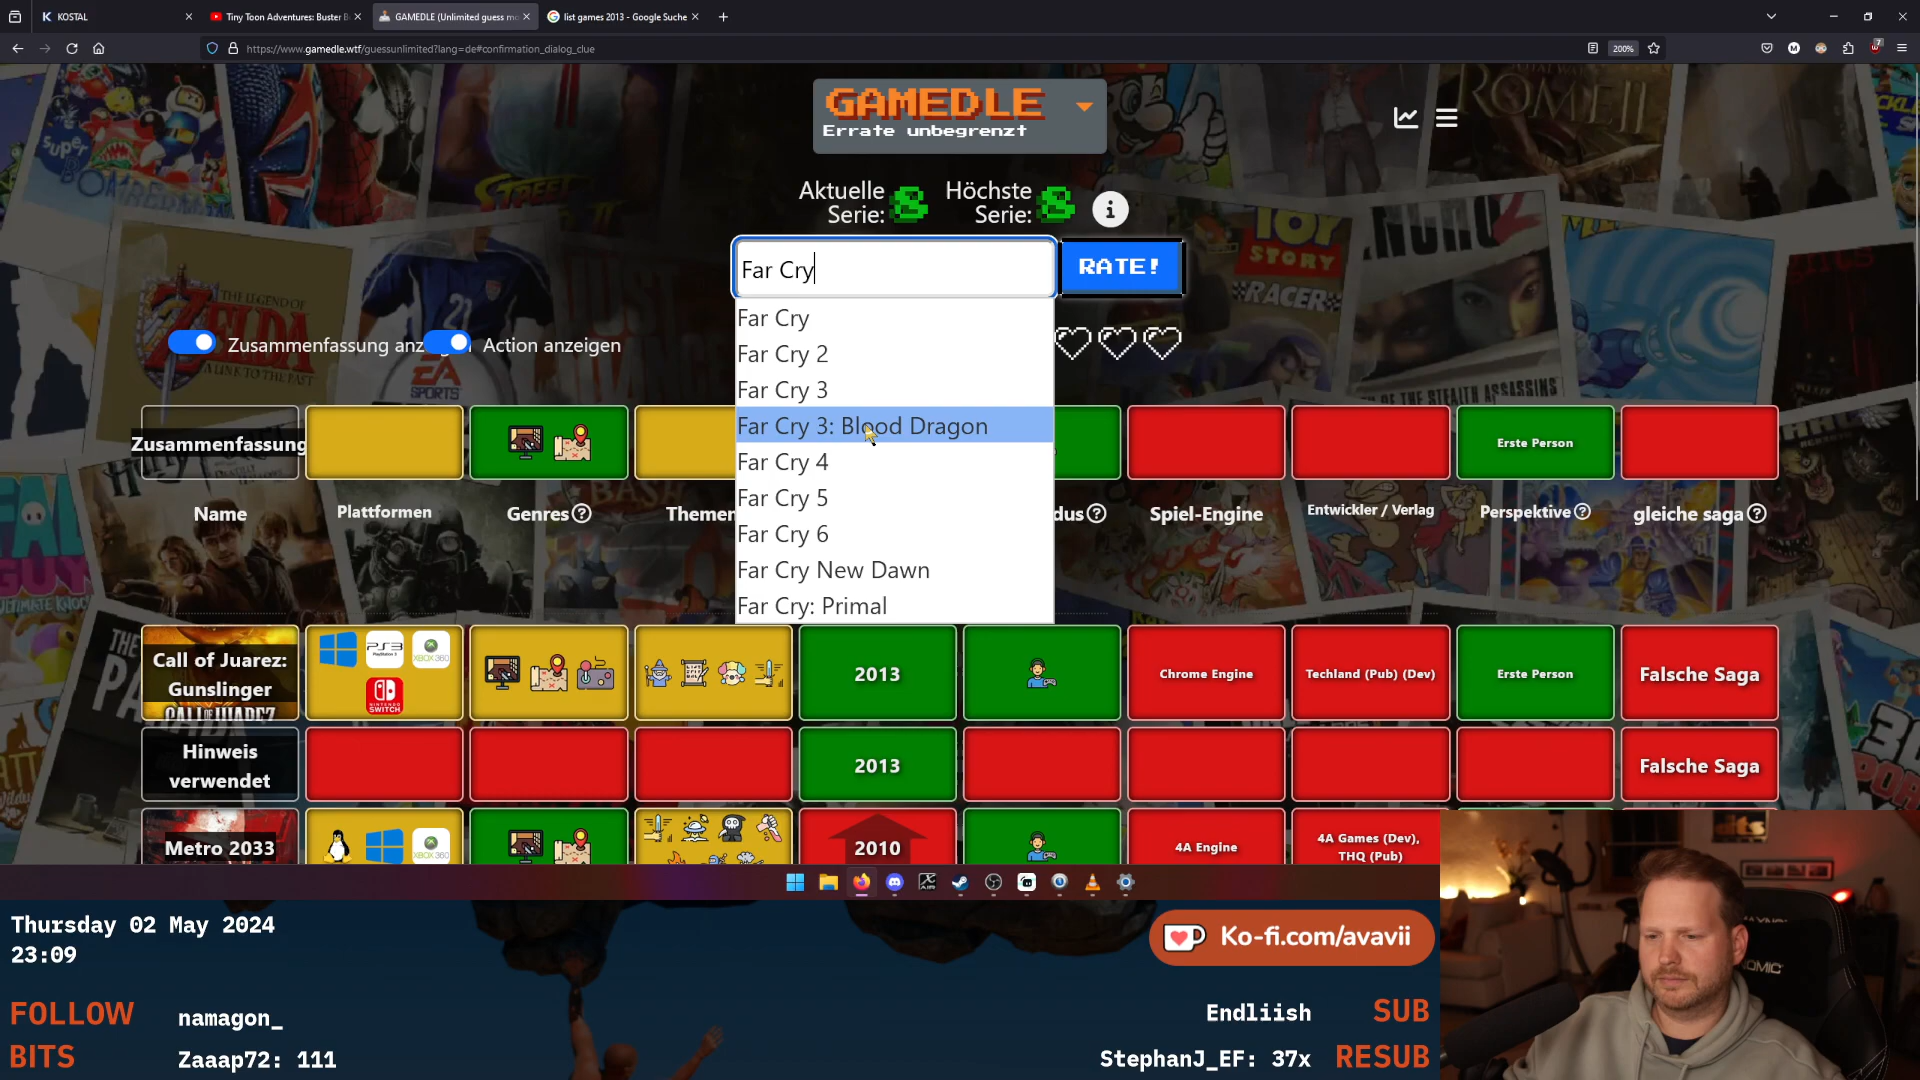 KOSTAL
Tiny Toon Adventures: Buster B
GAMEDLE (Unlimited guess mo
list games 2013 - Google Suche
https://www.gamedle.wtf/guessunlimited?lang=de#confirmation_dialog_clue
200%
GAMEDLE
Errate unbegrenzt
Aktuelle
Serie: 8
Höchste
Serie: 8
Far Cry
RATE!
Far Cry
Far Cry 2
Far Cry 3
Far Cry 3: Blood Dragon
Far Cry 4
Far Cry 5
Far Cry 6
Far Cry New Dawn
Far Cry: Primal
Zusammenfassung anz
Action anzeigen
Zusammenfassung
Erste Person
Name
Plattformen
Genres
Themen
dus
Spiel-Engine
Entwickler / Verlag
Perspektive
gleiche saga
Call of Juarez:
Gunslinger
2013
Chrome Engine
Techland (Pub) (Dev)
Erste Person
Falsche Saga
Hinweis
verwendet
2013
Falsche Saga
Metro 2033
2010
4A Engine
4A Games (Dev),
THQ (Pub)
Thursday 02 May 2024
23:09
Ko-fi.com/avavii
FOLLOW
namagon_
BITS
Zaaap72: 111
Endliish
SUB
StephanJ_EF: 37x
RESUB